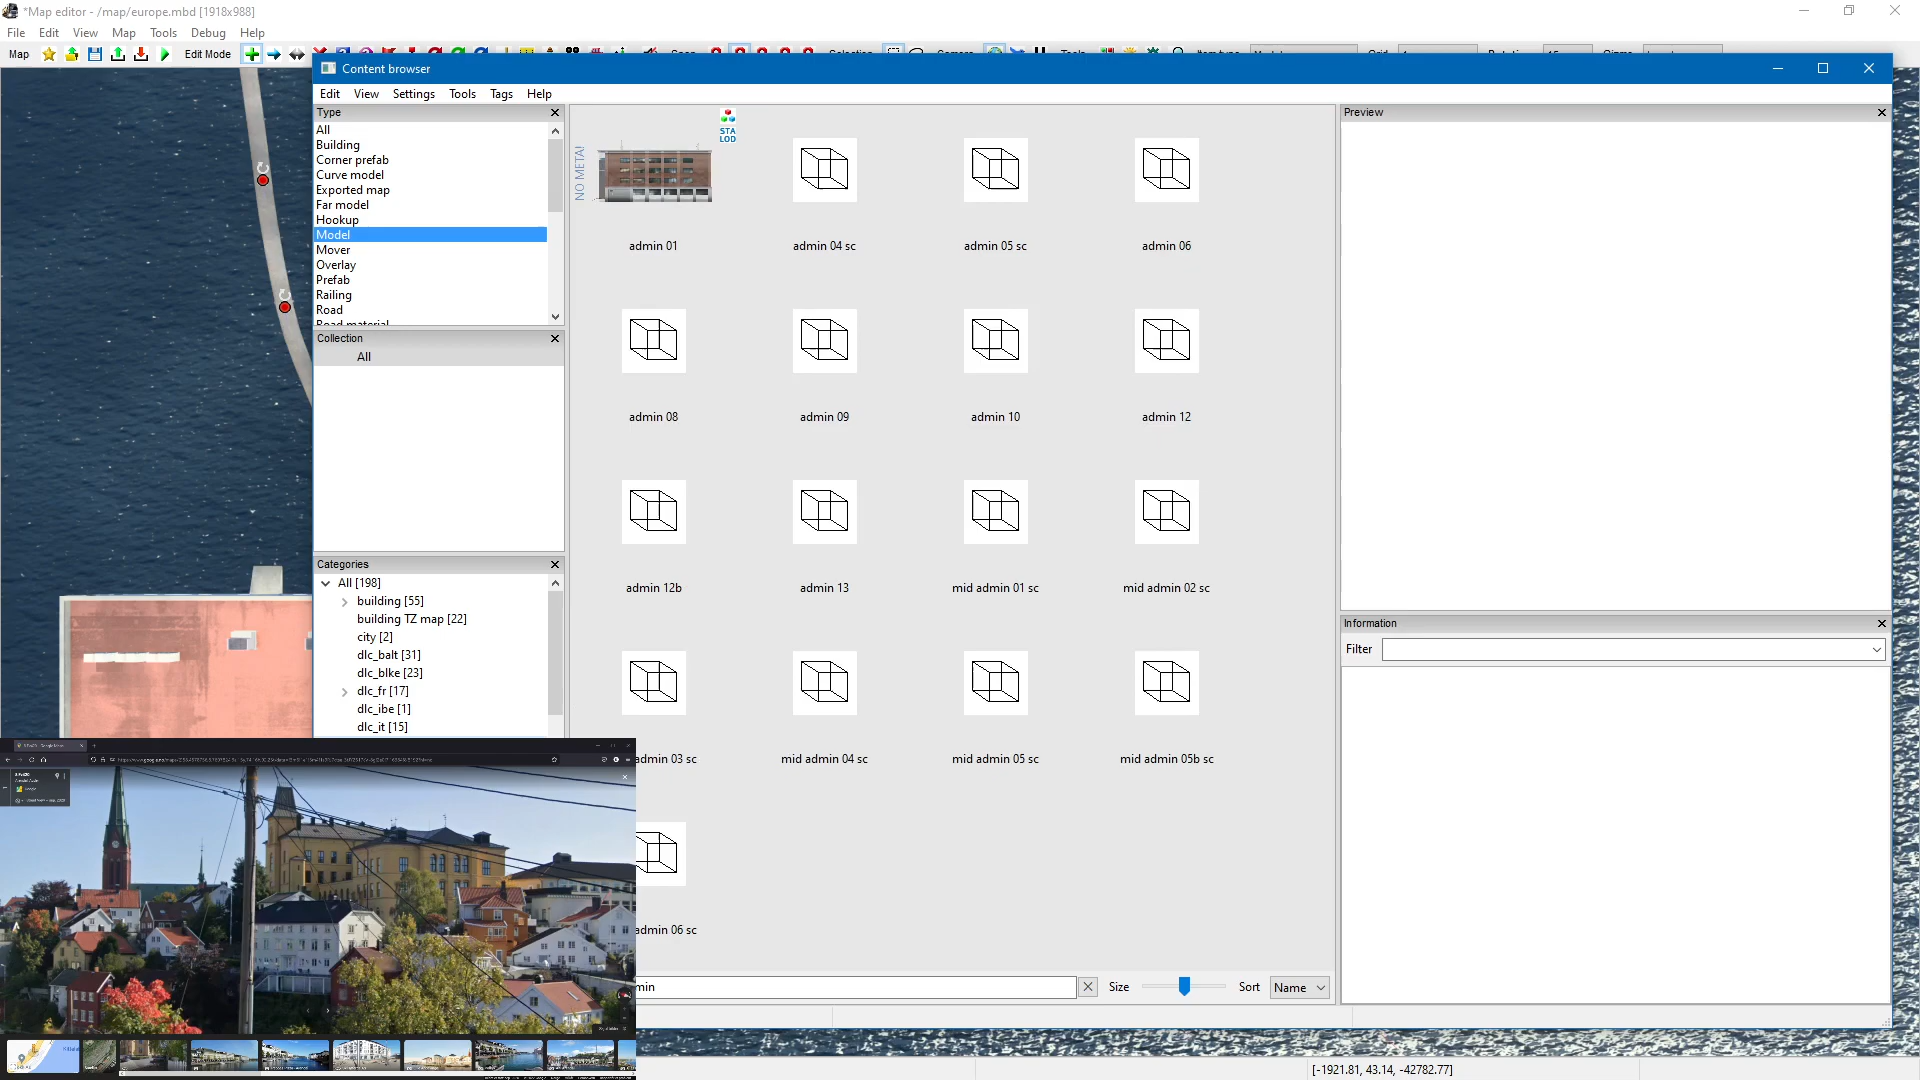 *Map editor - /map/europe.mbd [1918x988]
File Edit View Map Tools Debug Help
Map Edit Mode
Content browser
Edit View Settings Tools Tags Help
Type
All
Building
Corner prefab
Curve model
Exported map
Far model
Hookup
Model
Mover
Overlay
Prefab
Railing
Road
Road material
Collection
All
Categories
All [198]
building [55]
building TZ map [22]
city [2]
dlc_balt [31]
dlc_blke [23]
dlc_fr [17]
dlc_ibe [1]
dlc_it [15]
NO META!
STA
LOD
admin 01 admin 04 sc admin 05 sc admin 06
admin 08 admin 09 admin 10 admin 12
admin 12b admin 13 mid admin 01 sc mid admin 02 sc
dmin 03 sc mid admin 04 sc mid admin 05 sc mid admin 05b sc
dmin 06 sc
min Size Sort Name
Preview
Information
Filter
[-1921.81, 43.14, -42782.77]